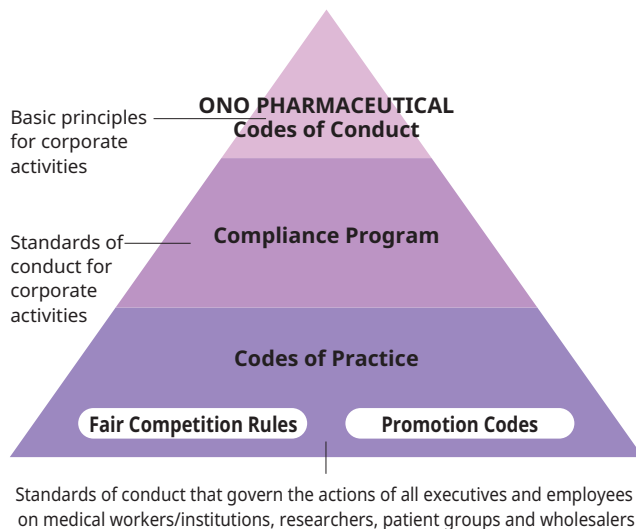 ONO PHARMACEUTICAL
Codes of Conduct
Basic principles
for corporate
activities
Compliance Program
Standards of
conduct for
corporate
activities
Codes of Practice
Fair Competition Rules
Promotion Codes
Standards of conduct that govern the actions of all executives and employees
on medical workers/institutions, researchers, patient groups and wholesalers